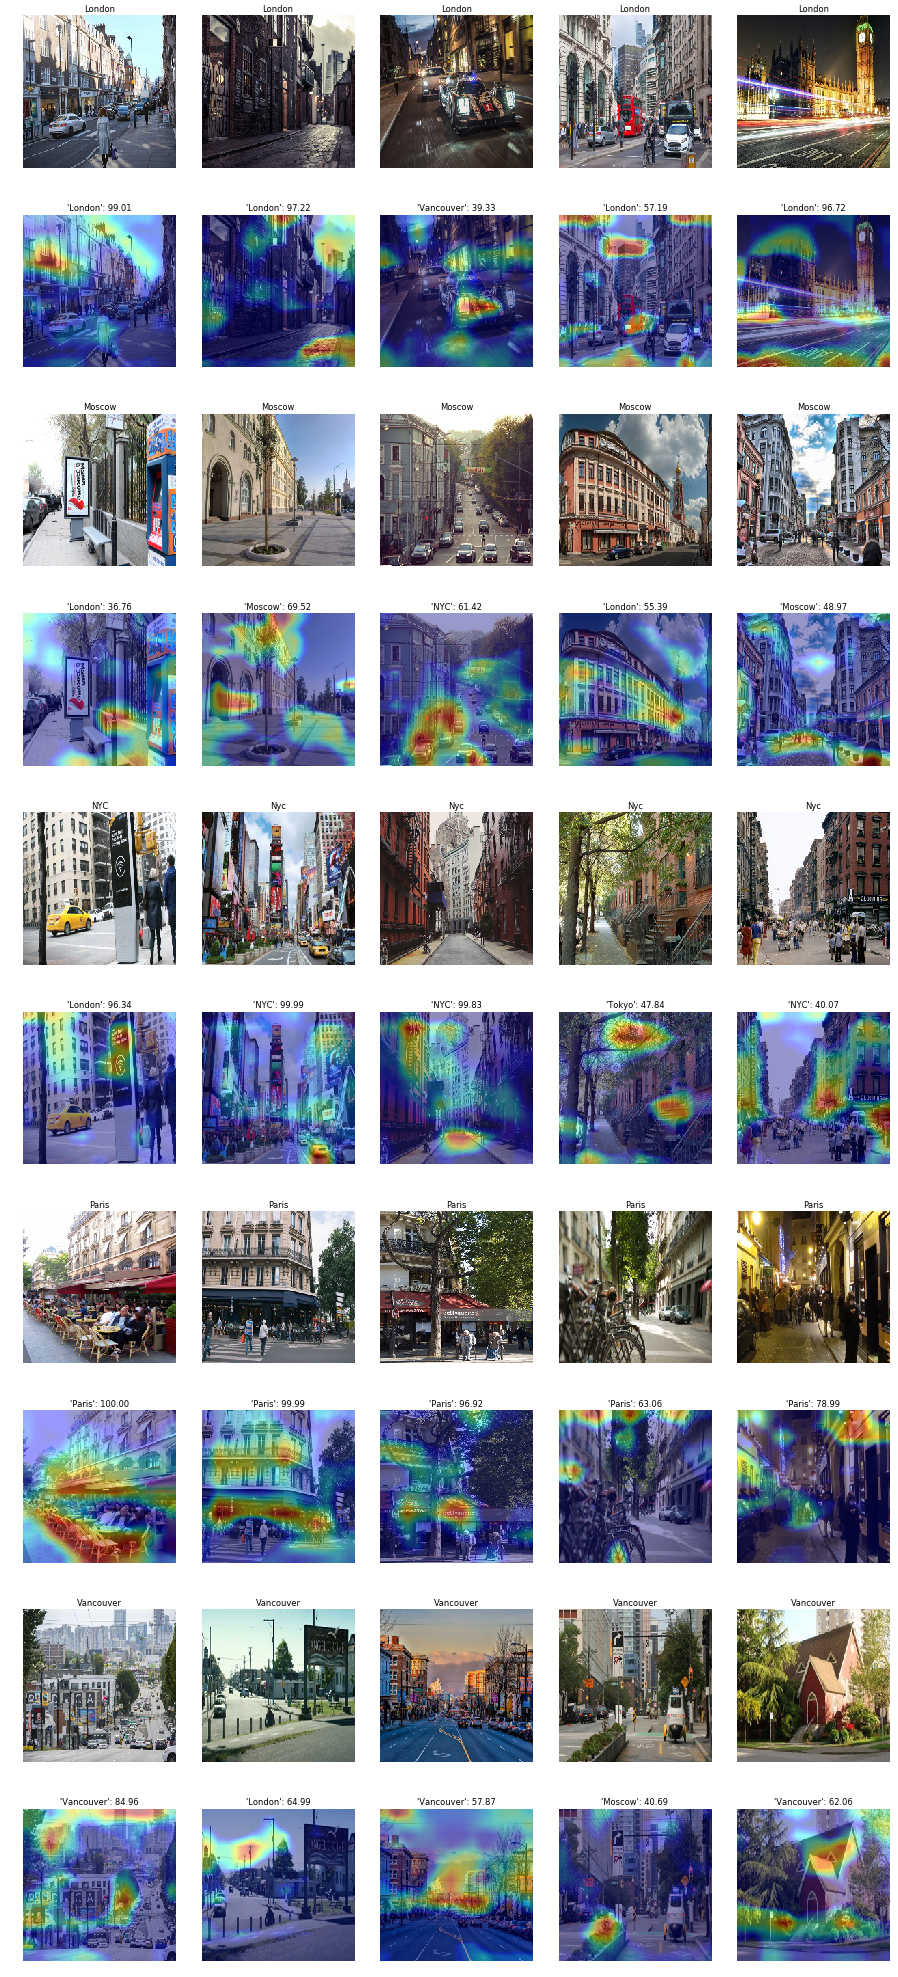 London London London London London
'London': 99.01 'London': 97.22 'Vancouver': 39.33 'London': 57.19 'London': 96.72
Moscow Moscow Moscow Moscow Moscow
'London': 36.76 'Moscow': 69.52 'NYC': 61.42 'London': 55.39 'Moscow': 48.97
NYC Nyc Nyc Nyc Nyc
'London': 96.34 'NYC': 99.99 'NYC': 99.83 'Tokyo': 47.84 'NYC': 40.07
Paris Paris Paris Paris Paris
'Paris': 100.00 'Paris': 99.99 'Paris': 96.92 'Paris': 63.06 'Paris': 78.99
Vancouver Vancouver Vancouver Vancouver Vancouver
'Vancouver': 84.96 'London': 64.99 'Vancouver': 57.87 'Moscow': 40.69 'Vancouver': 62.06